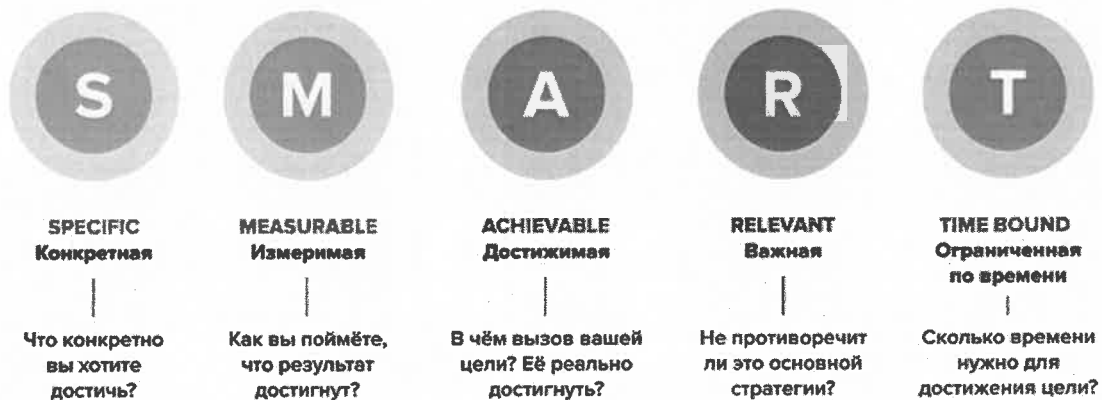 S
M
A
R
T
SPECIFIC
Конкретная
Что конкретно
вы хотите
достичь?
MEASURABLE
Измеримая
Как вы поймёте,
что результат
достигнут?
ACHIEVABLE
Достижимая
В чём вызов вашей
цели? Её реально
достигнуть?
RELEVANT
Важная
Не противоречит
ли это основной
стратегии?
TIME BOUND
Ограниченная
по времени
Сколько времени
нужно для
достижения цели?